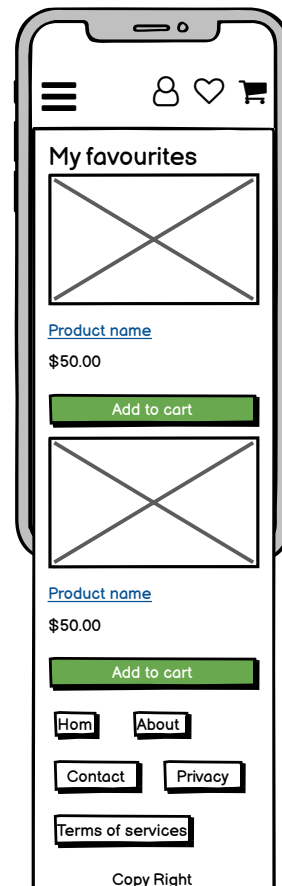 My favourites
Product name
$50.00
Add to cart
Product name
$50.00
Add to cart
Hom
About
Contact
Privacy
Terms of services
Copy Right